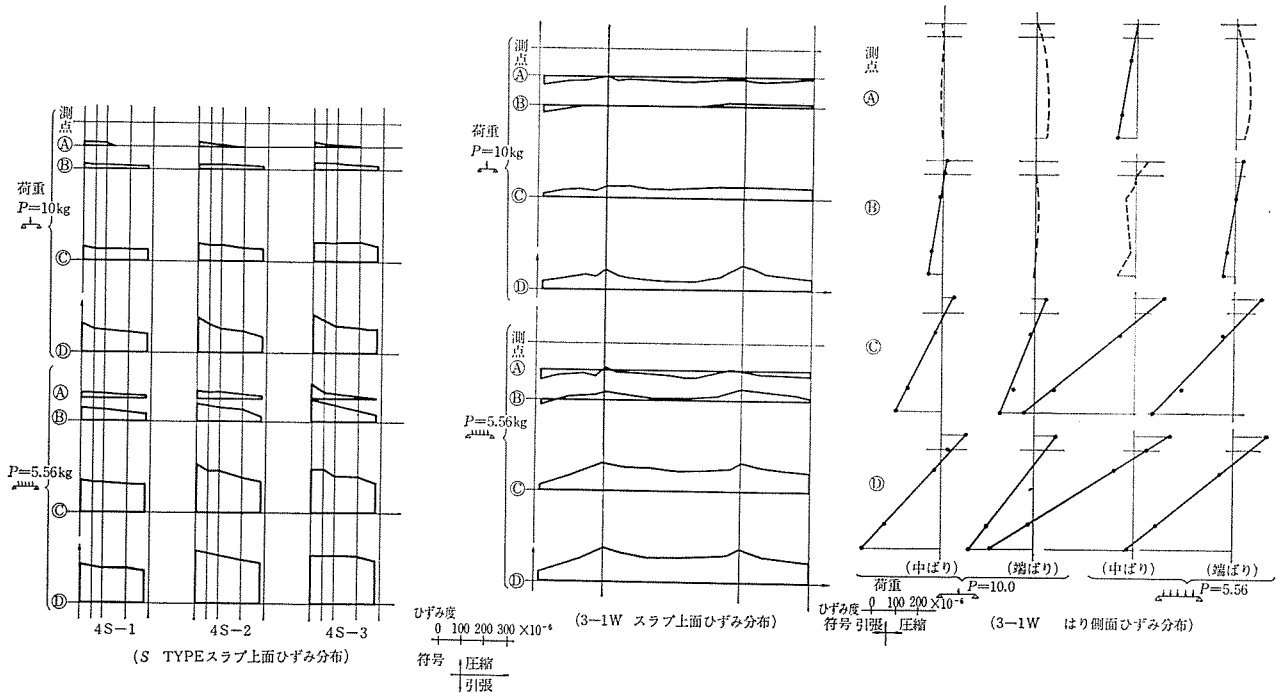 測点
Ⓐ
Ⓑ
荷重
P=10kg
Ⓒ
Ⓓ
Ⓐ
Ⓑ
P=5.56kg
Ⓒ
Ⓓ
4S-1 4S-2 4S-3
(S TYPEスラブ上面ひずみ分布)
測点
Ⓐ
Ⓑ
荷重
P=10kg
Ⓒ
Ⓓ
測点
Ⓐ
Ⓑ
P=5.56kg
Ⓒ
Ⓓ
(3-1W スラブ上面ひずみ分布)
ひずみ度
0 100 200 300 ×10⁻⁶
符号 圧縮
引張
測点
Ⓐ
Ⓑ
Ⓒ
Ⓓ
(中ばり) (端ばり) (中ばり) (端ばり)
荷重 P=10.0 P=5.56
ひずみ度 0 100 200 ×10⁻⁶
符号 引張 圧縮
(3-1W はり側面ひずみ分布)